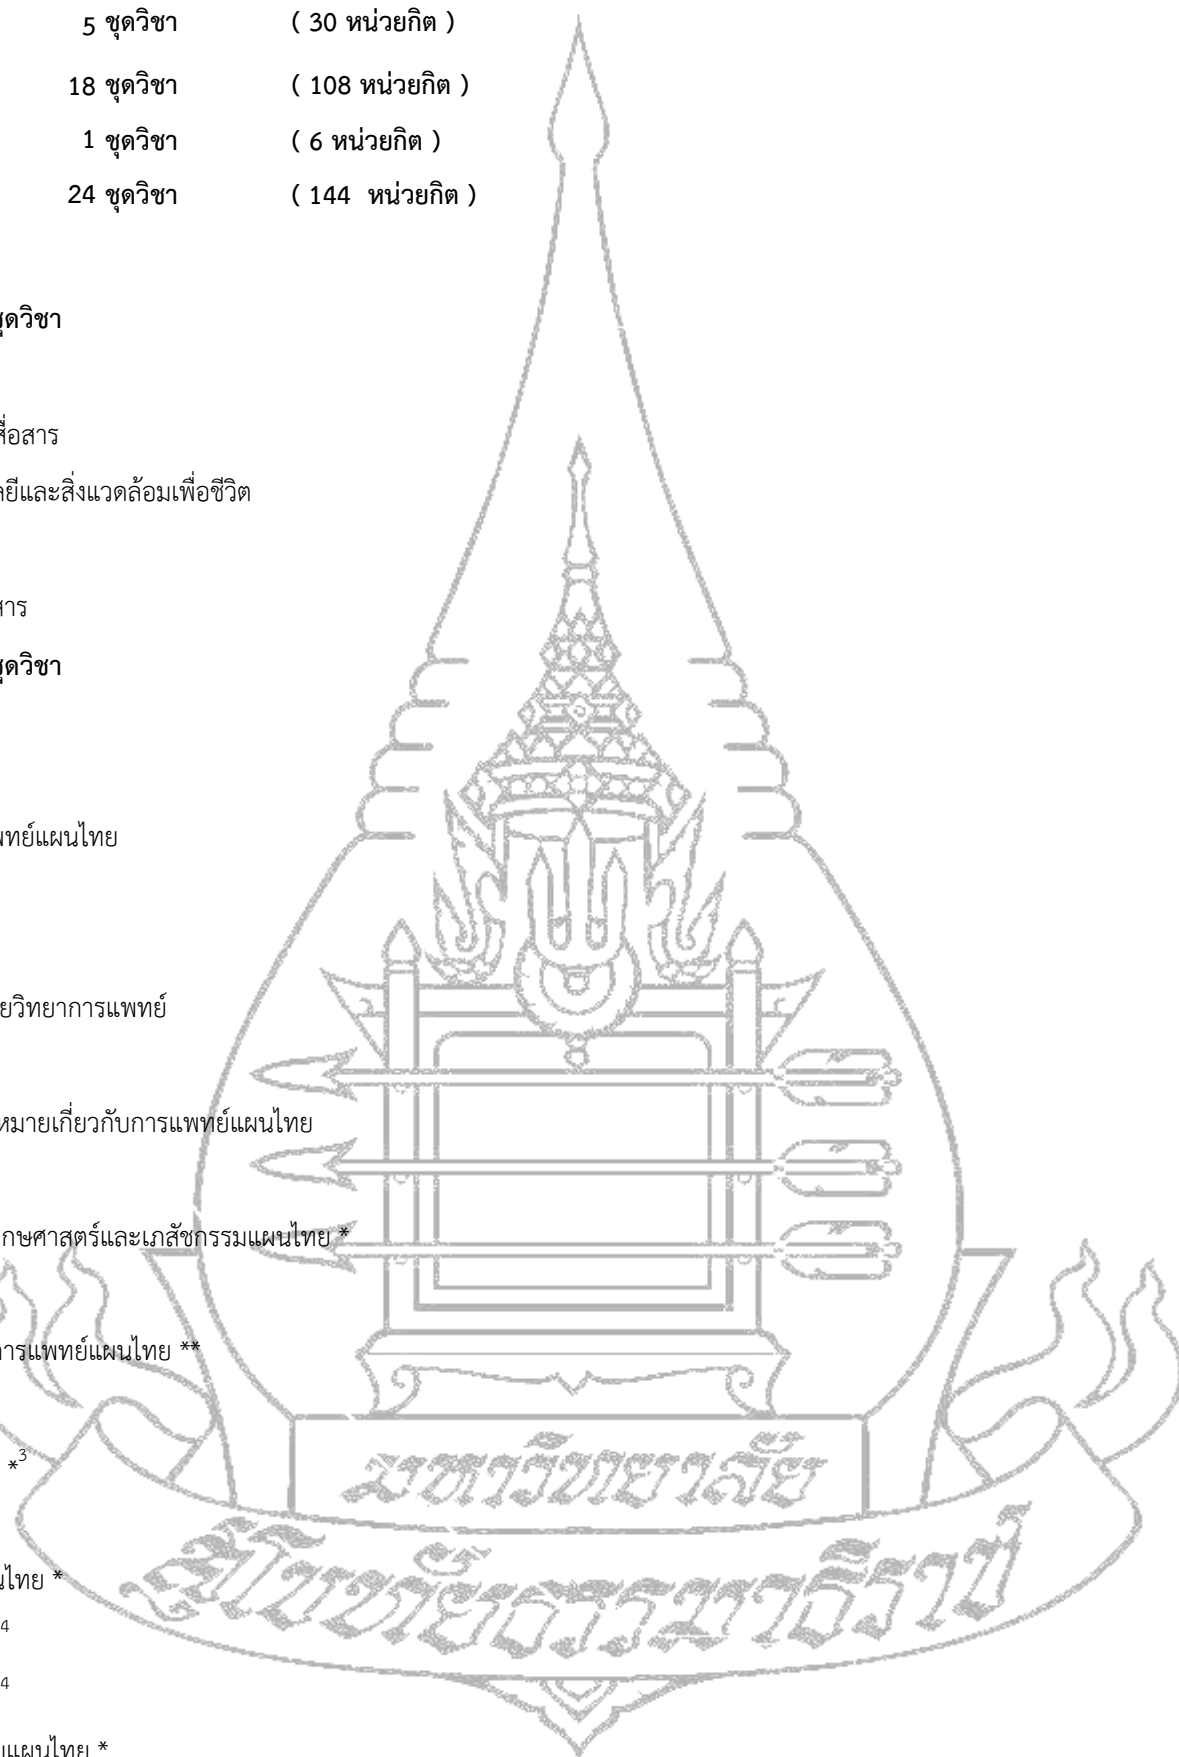 5 ชุดวิชา ( 30 หน่วยกิต )
18 ชุดวิชา ( 108 หน่วยกิต )
1 ชุดวิชา ( 6 หน่วยกิต )
24 ชุดวิชา ( 144 หน่วยกิต )
ชุดวิชา
สื่อสาร
ลยีและสิ่งแวดล้อมเพื่อชีวิต
สาร
ชุดวิชา
พทย์แผนไทย
ยวิทยาการแพทย์
หมายเกี่ยวกับการแพทย์แผนไทย
กษศาสตร์และเภสัชกรรมแผนไทย *
การแพทย์แผนไทย **
*3
มหาวิทยาลัย
นไทย *
สุโขทัยธรรมาธิราช
4
4
แผนไทย *